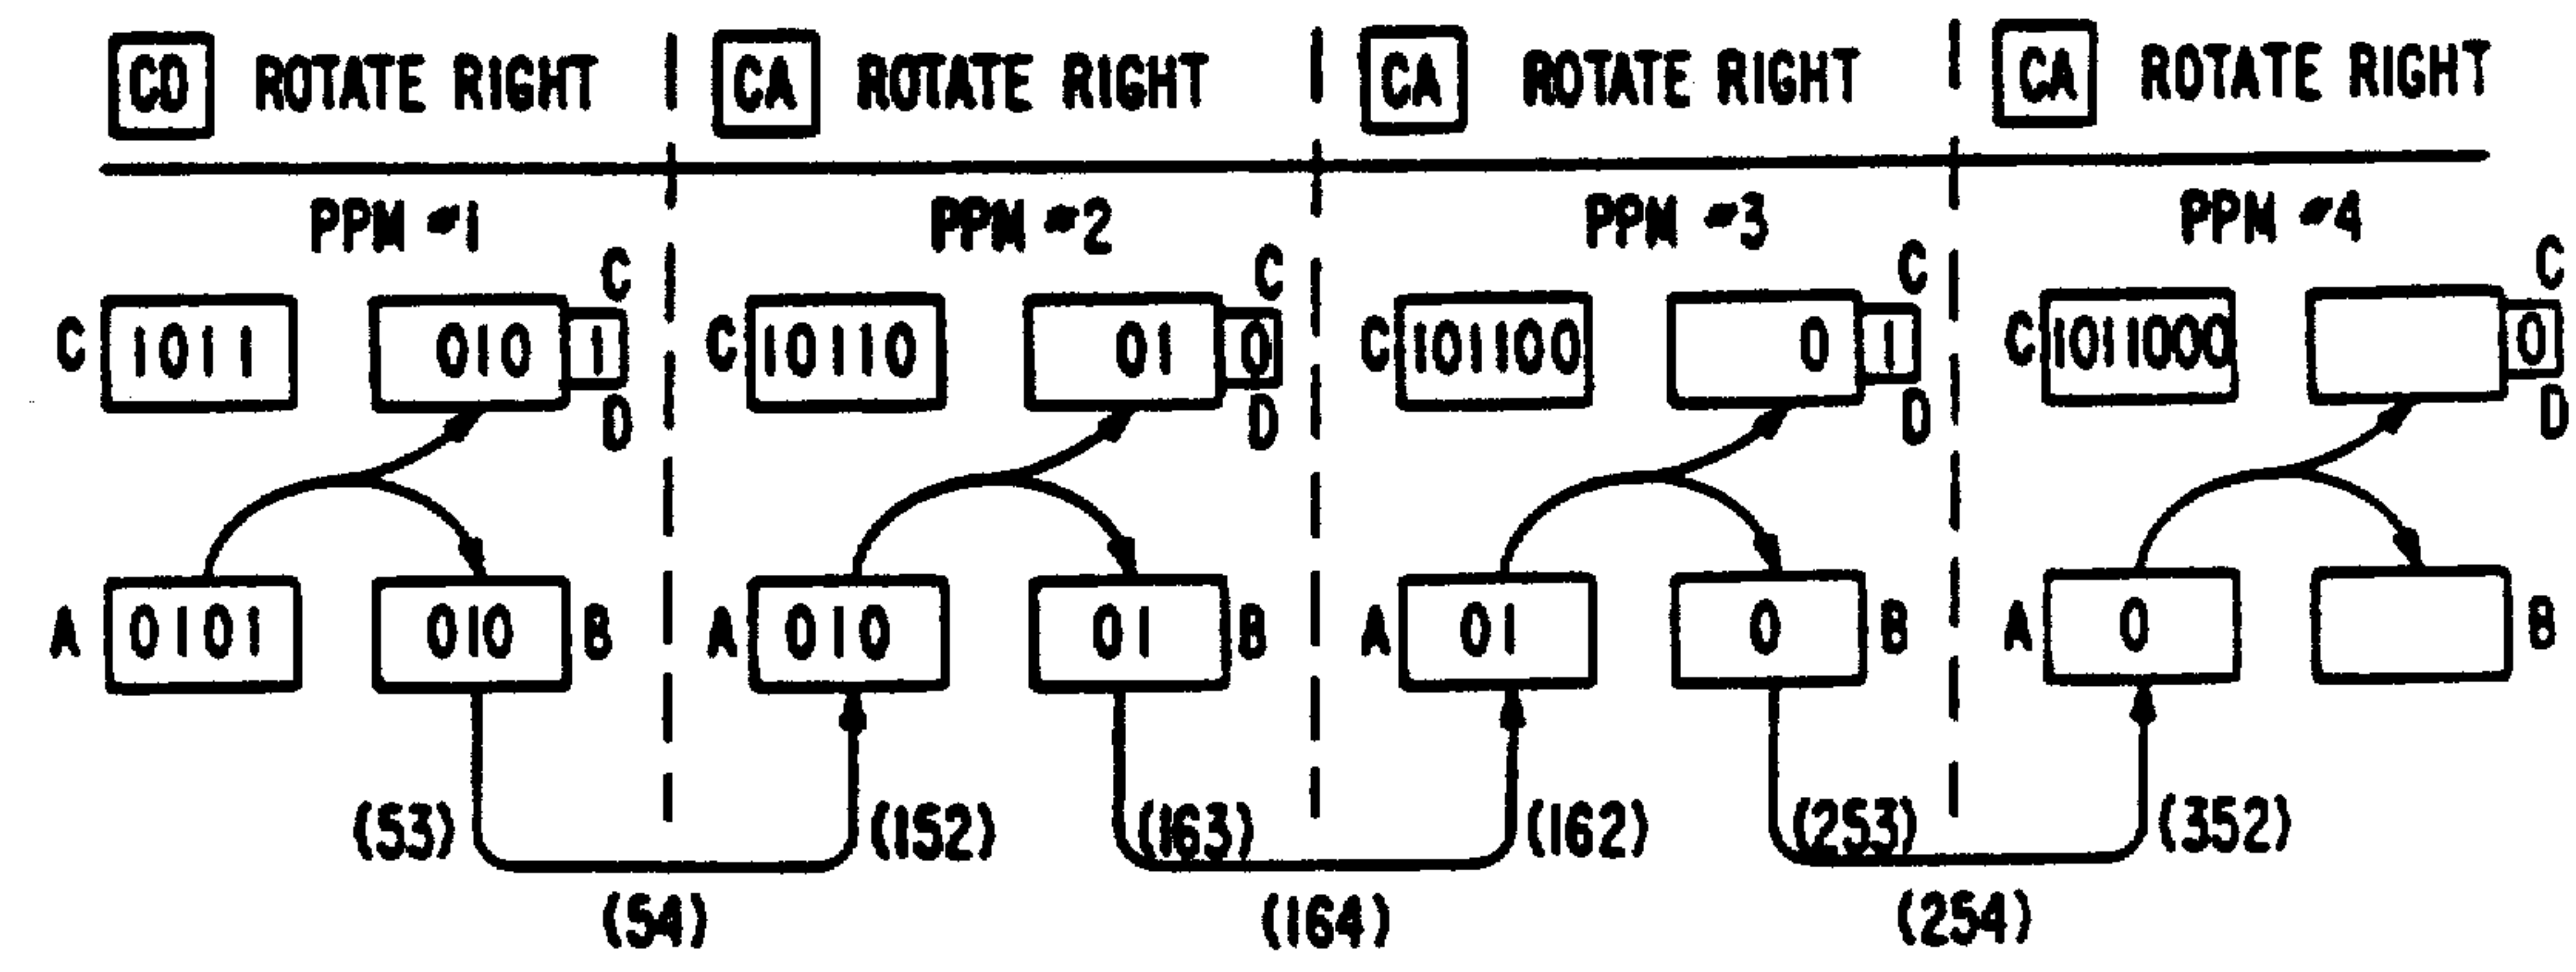 CD ROTATE RIGHT CA ROTATE RIGHT CA ROTATE RIGHT CA ROTATE RIGHT
PPM #1 PPM #2 PPM #3 PPM #4
C C C C
C 1011 010 1 C 10110 01 0 C 101100 0 1 C 1011000 0
D D D D
A 0101 010 B A 010 01 B A 01 0 B A 0 B
(53) (152) (163) (162) (253) (352)
(54) (164) (254)